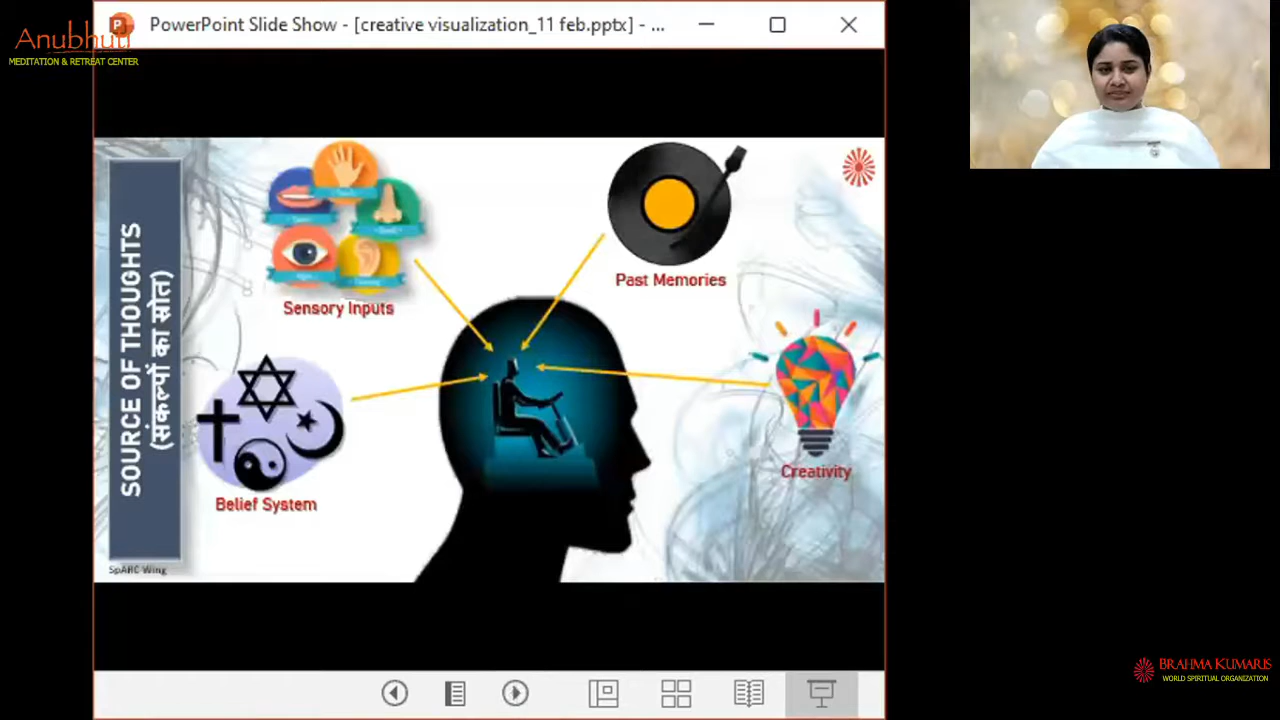 Anubhuti
MEDITATION & RETREAT CENTER
PowerPoint Slide Show - [creative visualization_11 feb.pptx] - ...
SOURCE OF THOUGHTS
(संकल्पों का स्रोत)
Sensory Inputs
Past Memories
Belief System
Creativity
SpARC Wing
BRAHMA KUMARIS
WORLD SPIRITUAL ORGANIZATION